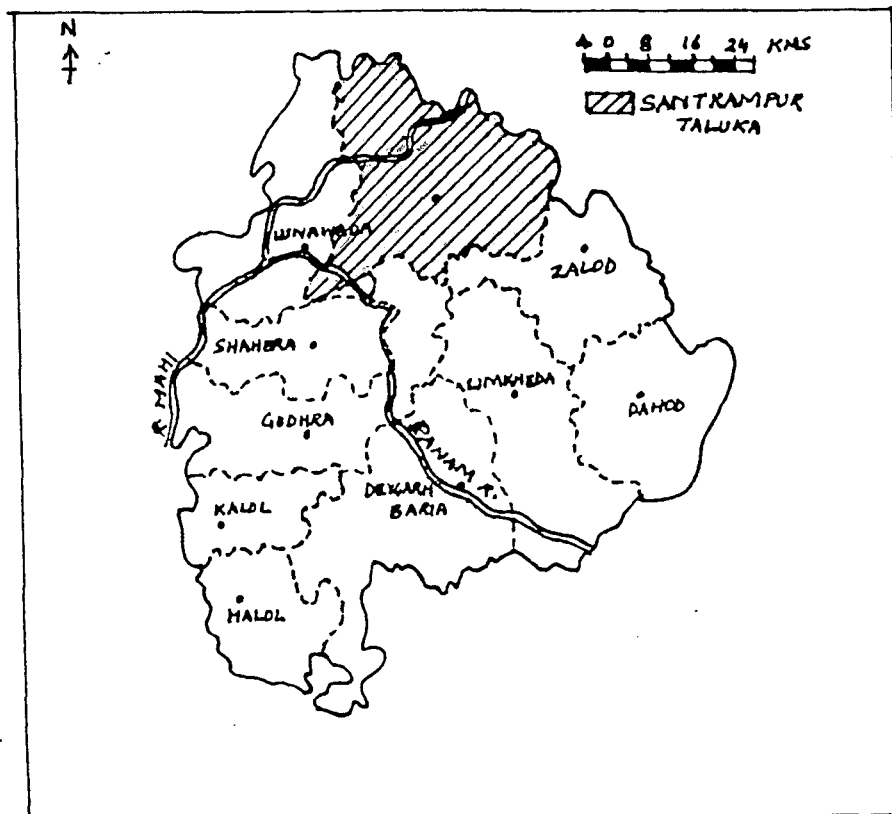 N
4 0 8 16 24 KMS
SANTRAMPUR
TALUKA
LUNAWADA
ZALOD
SHAHERA
R MAHI
LIMKHEDA
DAHOD
GODHRA
PANAM R.
DEVGARH
BARIA
KALOL
HALOL